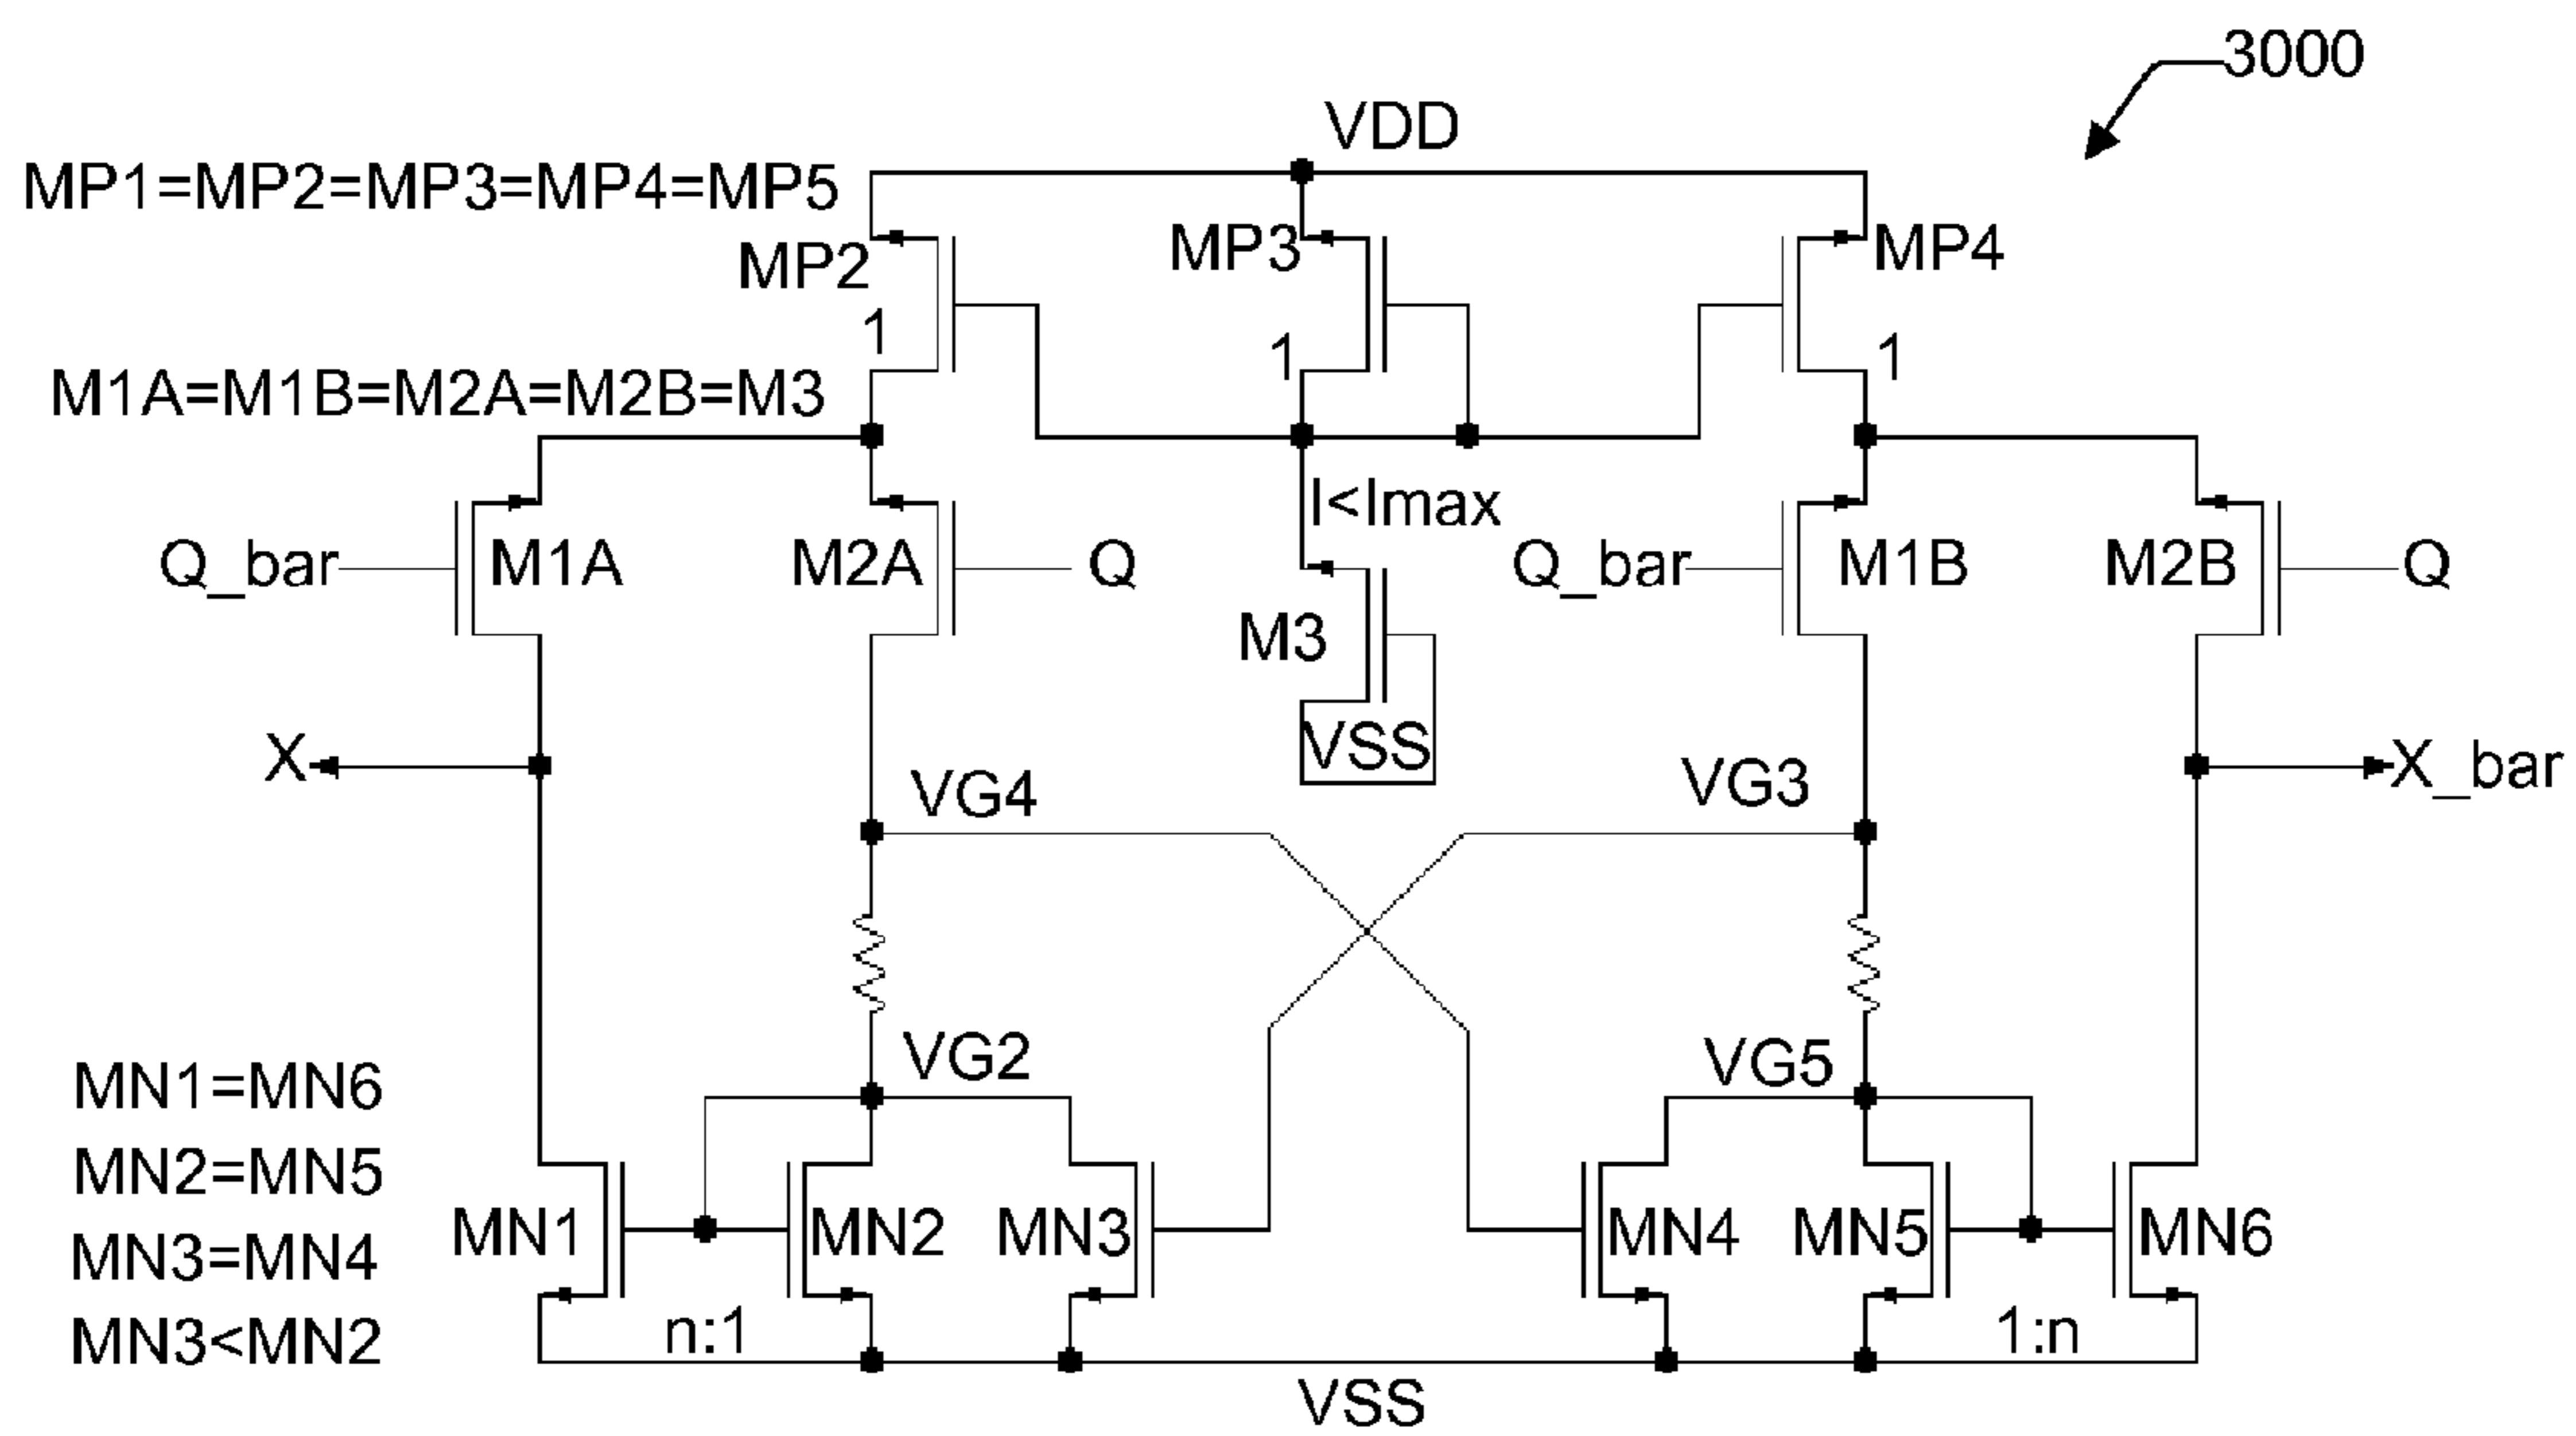 3000
VDD
MP1=MP2=MP3=MP4=MP5
MP2
MP3
MP4
1
1
1
M1A=M1B=M2A=M2B=M3
I<Imax
Q_bar
M1A
M2A
Q
Q_bar
M1B
M2B
Q
M3
VSS
X
X_bar
VG4
VG3
VG2
VG5
MN1=MN6
MN2=MN5
MN3=MN4
MN3<MN2
MN1
MN2
MN3
MN4
MN5
MN6
n:1
1:n
VSS